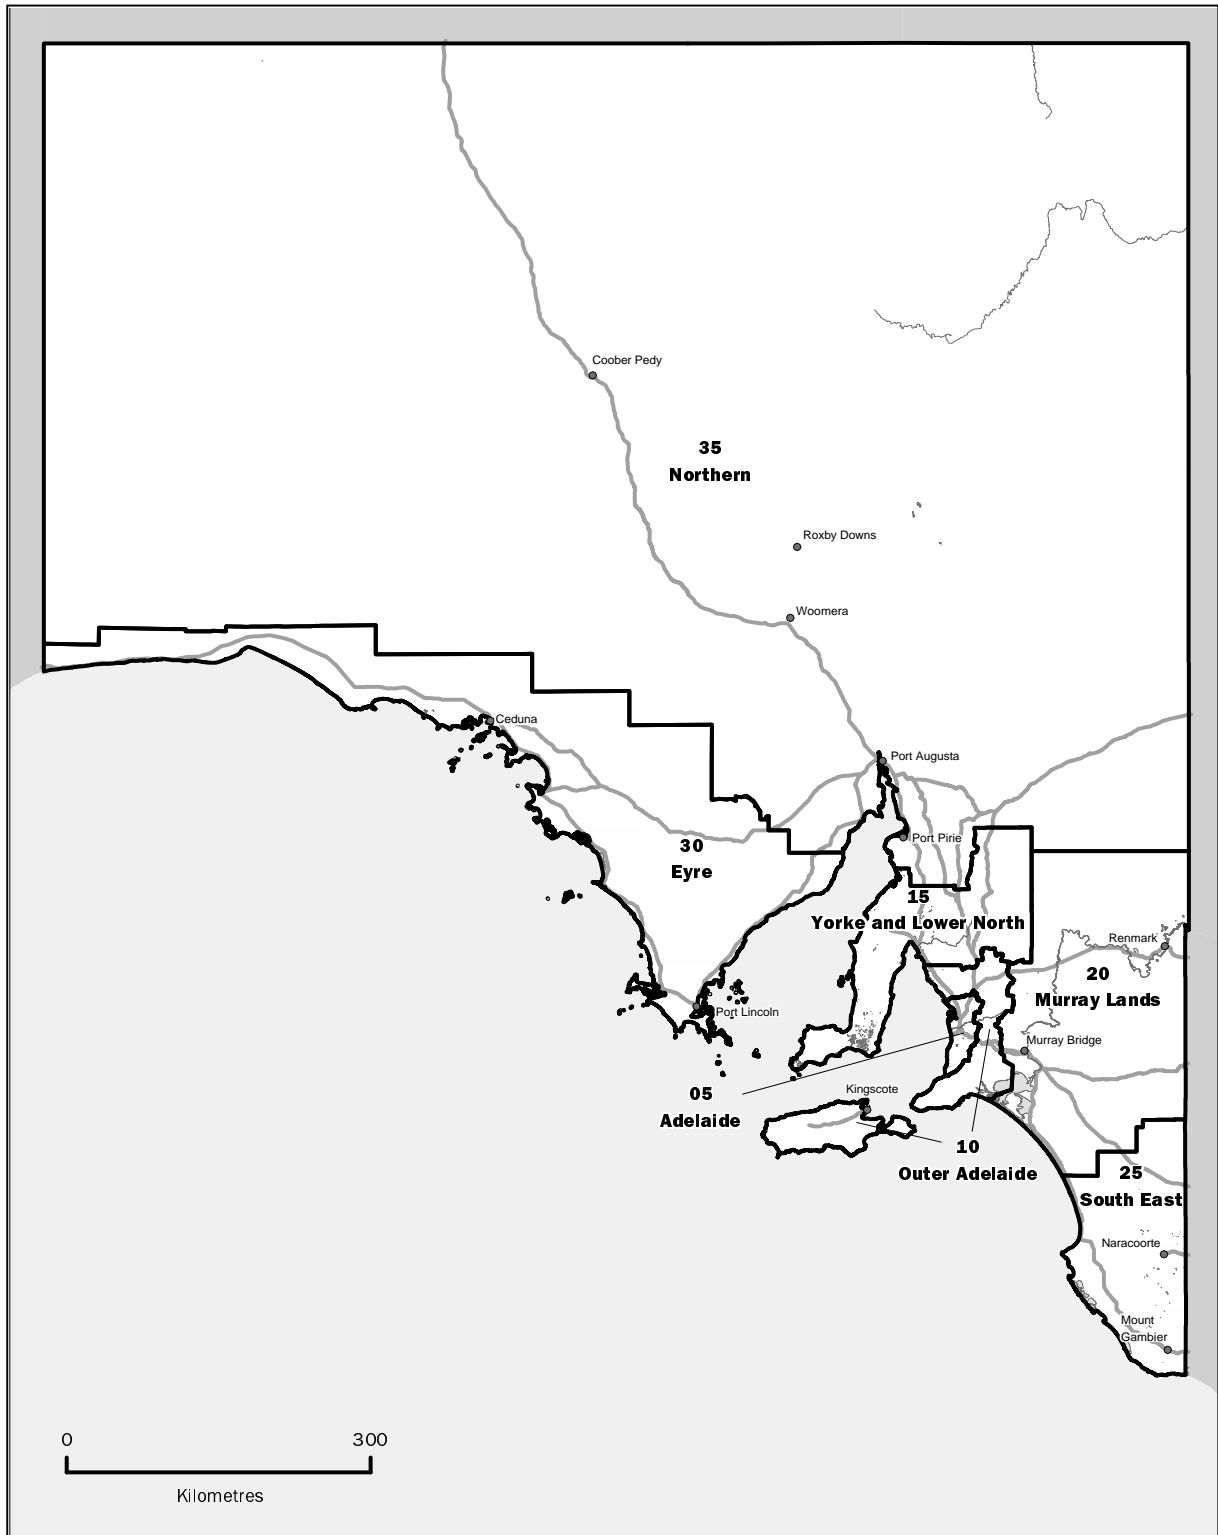 Coober Pedy
35
Northern
Roxby Downs
Woomera
Ceduna
Port Augusta
Port Pirie
30
Eyre
15
Yorke and Lower North
Renmark
20
Murray Lands
Port Lincoln
Murray Bridge
05
Adelaide
Kingscote
10
Outer Adelaide
25
South East
Naracoorte
Mount
Gambier
0 300
Kilometres